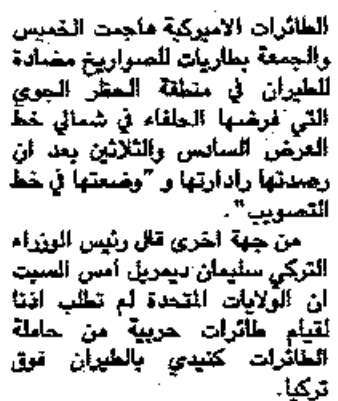 الطائرات الاميركية هاجمت الخميس
والجمعة بطاريات للصواريخ مضادة
للطيران في منطقة الحظر الجوي
التي فرضها الحلفاء في شمالي خط
العرض السادس والثلاثين بعد ان
رصدتها راداراتها و "وضعتها في خط
التصويب".
من جهة اخرى قال رئيس الوزراء
التركي سليمان ديميريل امس السبت
ان الولايات المتحدة لم تطلب اذنا
لقيام طائرات حربية من حاملة
الطائرات كنيدي بالطيران فوق
تركيا.